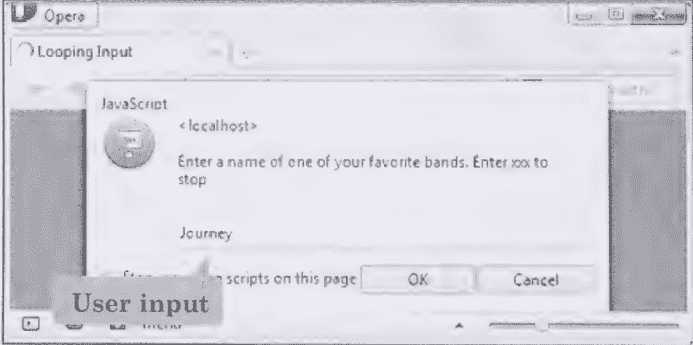 Opera
Looping Input
JavaScript
<localhost>
Enter a name of one of your favorite bands. Enter xxx to
stop
Journey
scripts on this page
OK
Cancel
User input